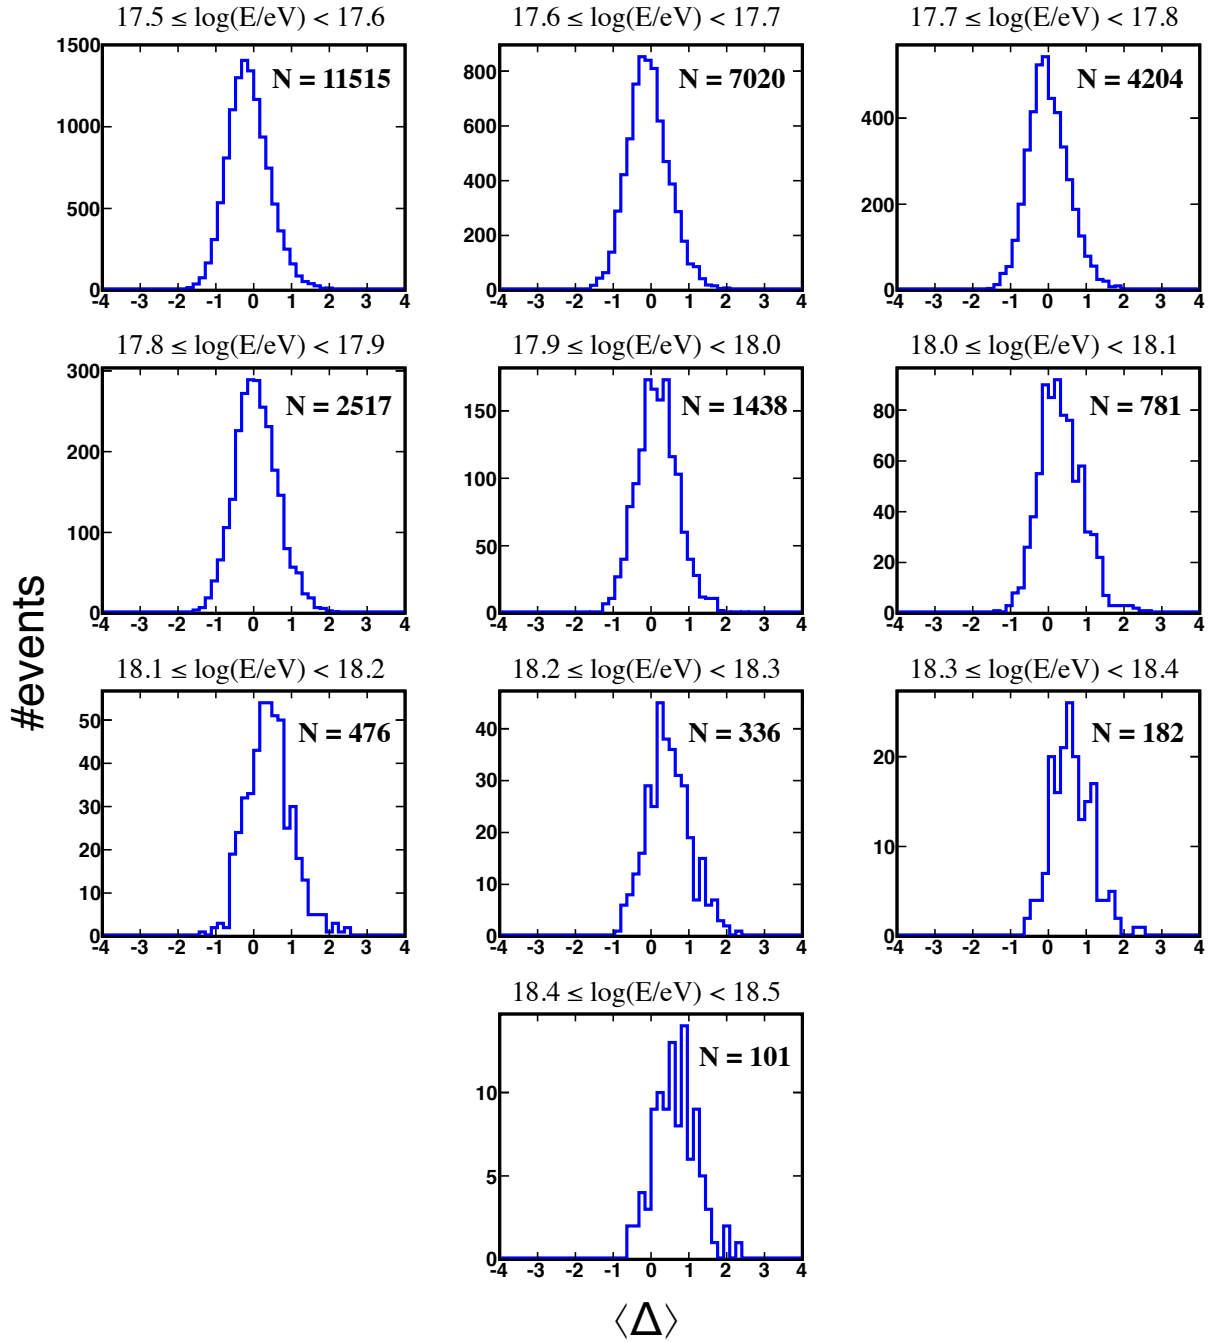 17.5 ≤ log(E/eV) < 17.6
17.6 ≤ log(E/eV) < 17.7
17.7 ≤ log(E/eV) < 17.8
N = 11515
N = 7020
N = 4204
1500
1000
500
0
800
600
400
200
0
400
200
0
-4 -3 -2 -1 0 1 2 3 4
-4 -3 -2 -1 0 1 2 3 4
-4 -3 -2 -1 0 1 2 3 4
17.8 ≤ log(E/eV) < 17.9
17.9 ≤ log(E/eV) < 18.0
18.0 ≤ log(E/eV) < 18.1
N = 2517
N = 1438
N = 781
300
200
100
0
150
100
50
0
80
60
40
20
0
-4 -3 -2 -1 0 1 2 3 4
-4 -3 -2 -1 0 1 2 3 4
-4 -3 -2 -1 0 1 2 3 4
#events
18.1 ≤ log(E/eV) < 18.2
18.2 ≤ log(E/eV) < 18.3
18.3 ≤ log(E/eV) < 18.4
N = 476
N = 336
N = 182
50
40
30
20
10
0
40
30
20
10
0
20
10
0
-4 -3 -2 -1 0 1 2 3 4
-4 -3 -2 -1 0 1 2 3 4
-4 -3 -2 -1 0 1 2 3 4
18.4 ≤ log(E/eV) < 18.5
N = 101
10
5
0
-4 -3 -2 -1 0 1 2 3 4
⟨Δ⟩